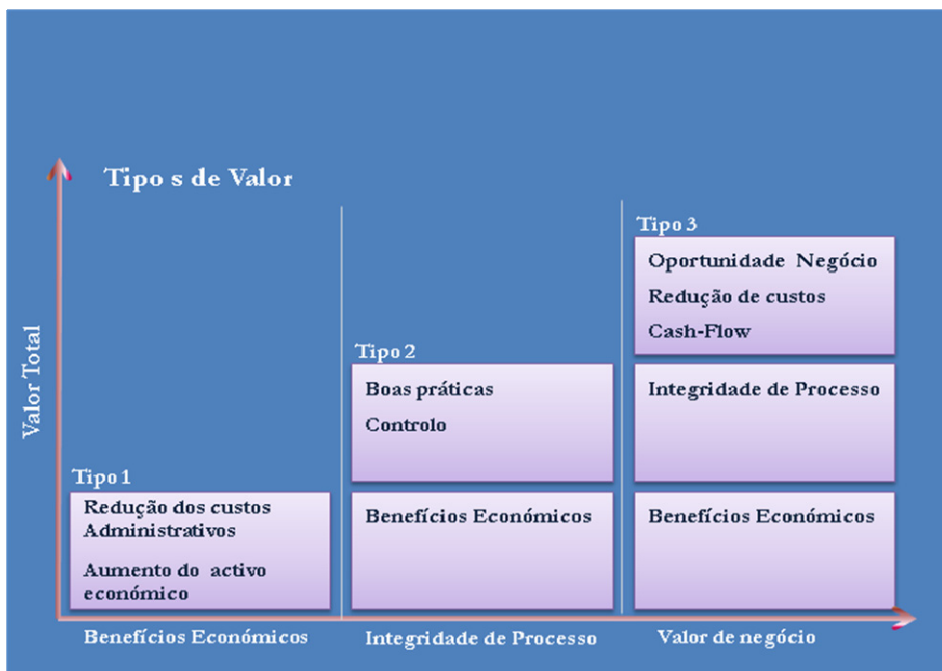 Tipo s de Valor
Valor Total
Tipo 1
Redução dos custos
Administrativos
Aumento do activo
económico
Benefícios Económicos
Tipo 2
Boas práticas
Controlo
Benefícios Económicos
Integridade de Processo
Tipo 3
Oportunidade Negócio
Redução de custos
Cash-Flow
Integridade de Processo
Benefícios Económicos
Valor de negócio